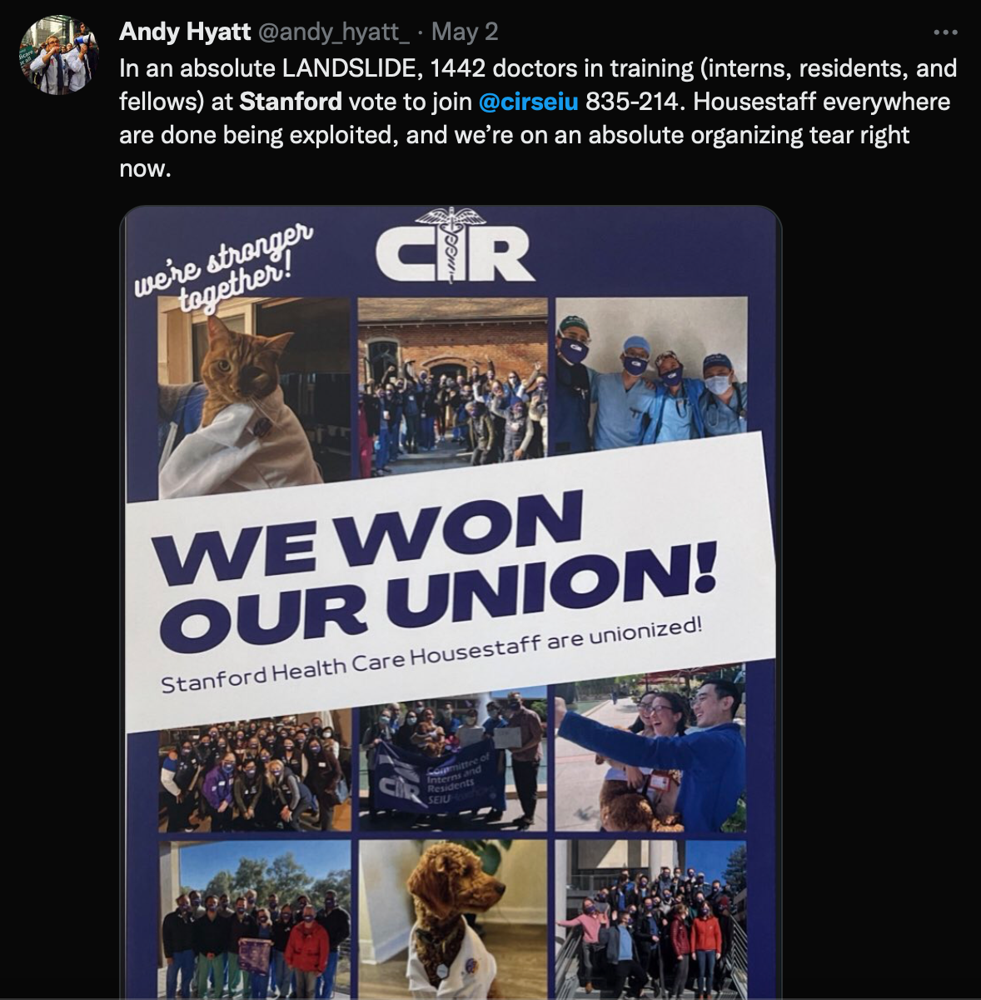 Andy Hyatt @andy_hyatt_ · May 2
In an absolute LANDSLIDE, 1442 doctors in training (interns, residents, and
fellows) at Stanford vote to join @cirseiu 835-214. Housestaff everywhere
are done being exploited, and we're on an absolute organizing tear right
now.
we're stronger
together!
CIR
WE WON
OUR UNION!
Stanford Health Care Housestaff are unionized!
CIR
Committee of
Interns and
Residents
SEIU